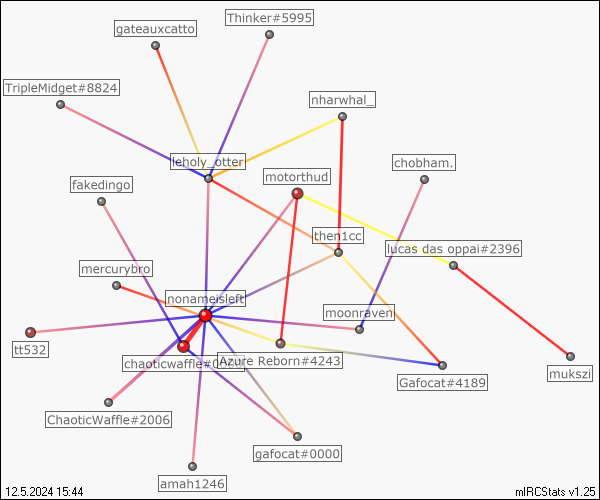 Thinker#5995
gateauxcatto
TripleMidget#8824
nharwhal_
leholy_otter
chobham.
motorthud
fakedingo
then1cc
lucas das oppai#2396
mercurybro
nonameisleft
moonraven
tt532
chaoticwaffle#0
Azure Reborn#4243
mukszi
Gafocat#4189
ChaoticWaffle#2006
gafocat#0000
amah1246
12.5.2024 15:44
mIRCStats v1.25